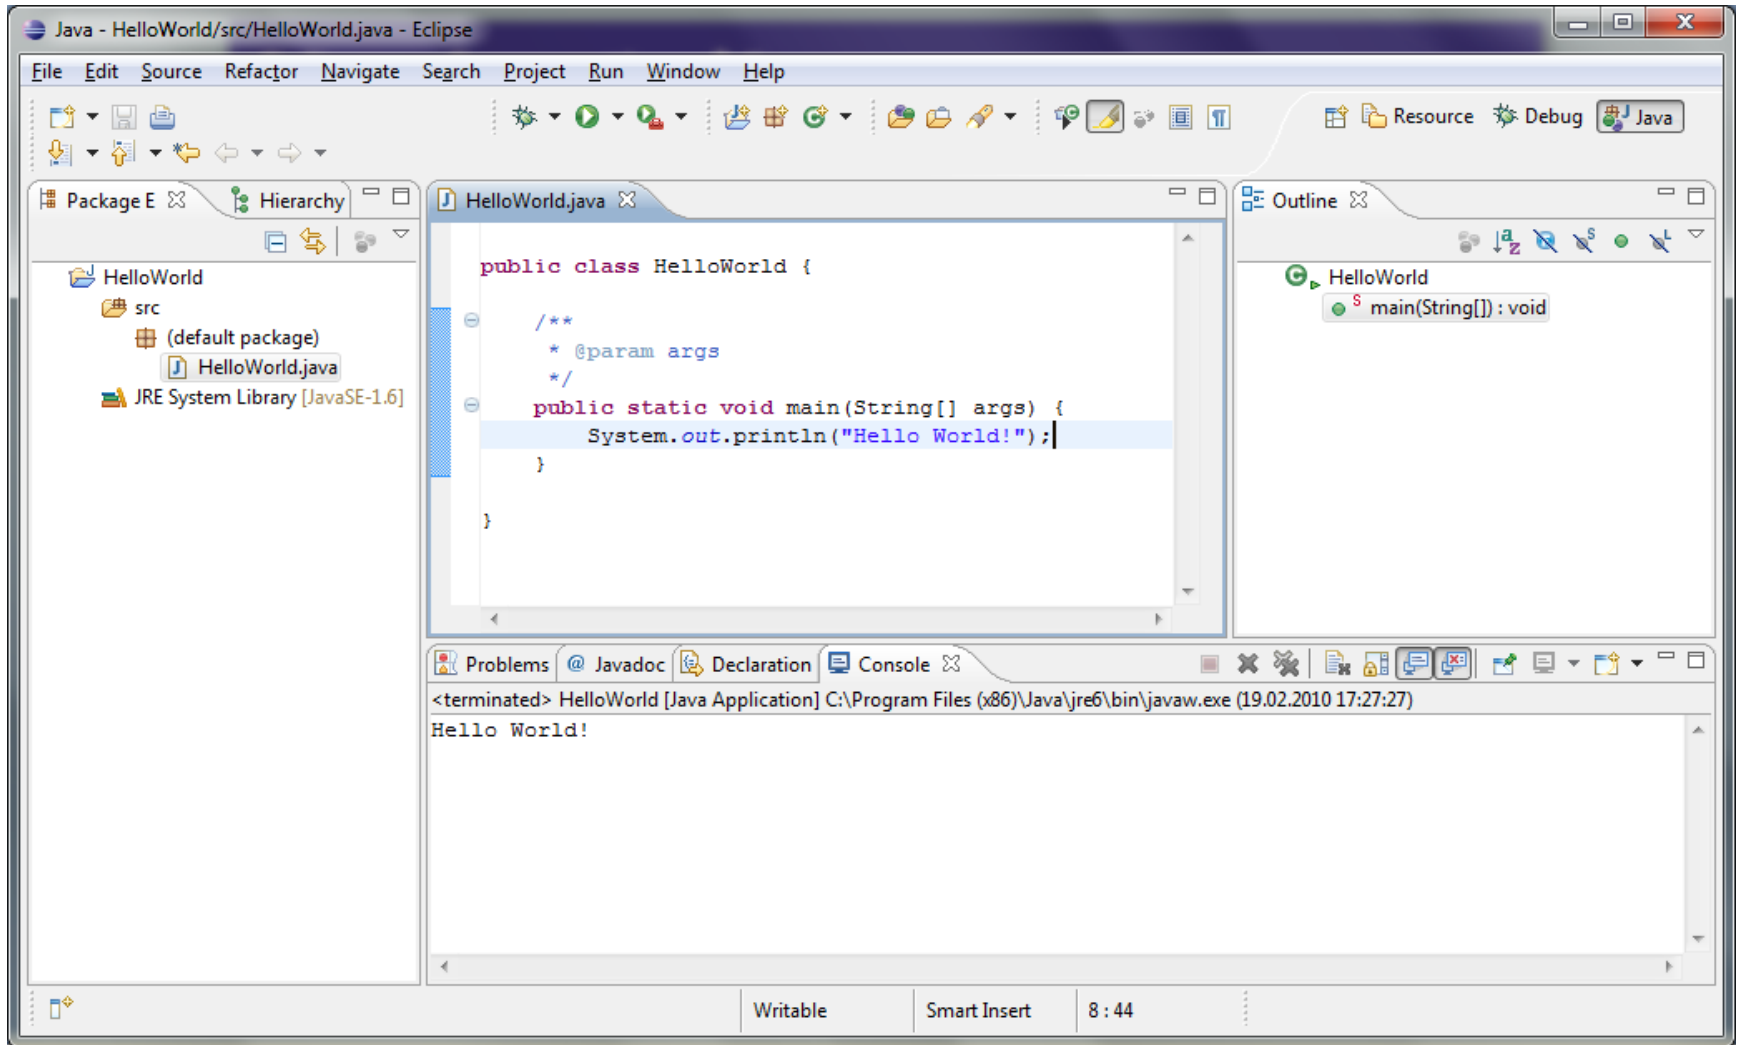 Java - HelloWorld/src/HelloWorld.java - Eclipse
File Edit Source Refactor Navigate Search Project Run Window Help
Resource Debug Java
Package E Hierarchy
HelloWorld
src
(default package)
HelloWorld.java
JRE System Library [JavaSE-1.6]
HelloWorld.java
public class HelloWorld {
/**
* @param args
*/
public static void main(String[] args) {
System.out.println("Hello World!");
}
}
Outline
HelloWorld
main(String[]) : void
Problems @ Javadoc Declaration Console
<terminated> HelloWorld [Java Application] C:\Program Files (x86)\Java\jre6\bin\javaw.exe (19.02.2010 17:27:27)
Hello World!
Writable Smart Insert 8 : 44